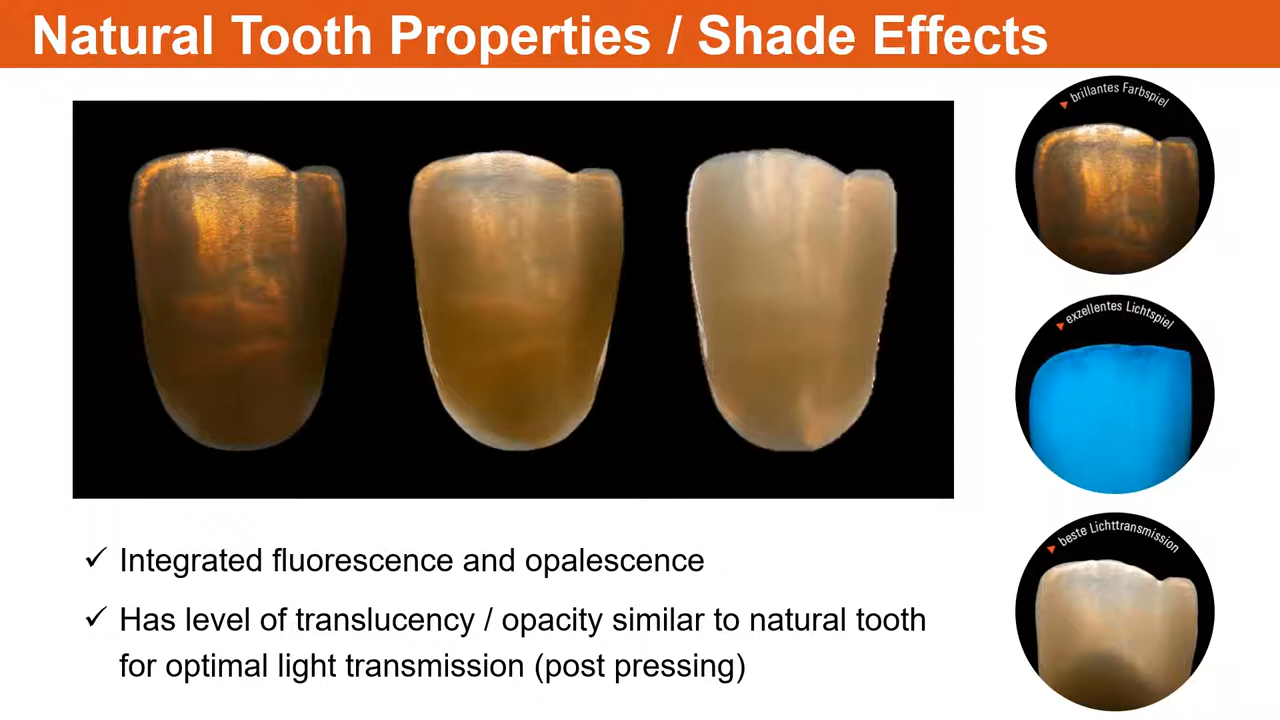 Natural Tooth Properties / Shade Effects
brillantes Farbspiel
exzellentes Lichtspiel
beste Lichttransmission
✓ Integrated fluorescence and opalescence
✓ Has level of translucency / opacity similar to natural tooth
for optimal light transmission (post pressing)